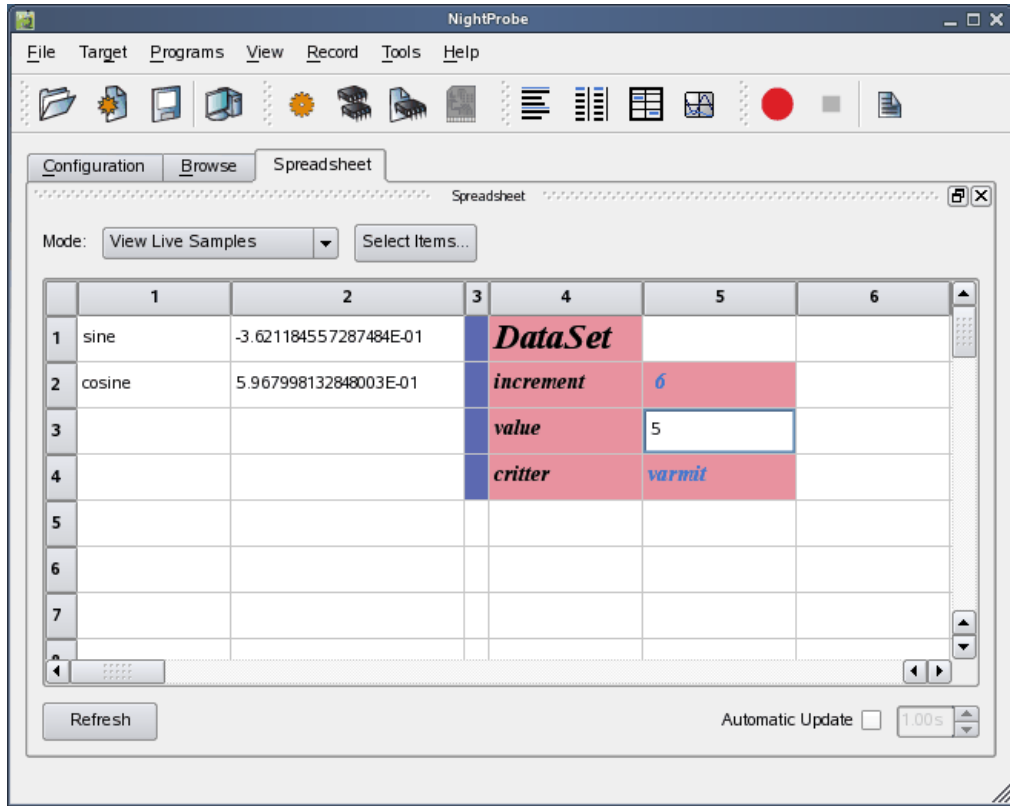 NightProbe
File Target Programs View Record Tools Help
Configuration Browse Spreadsheet
Spreadsheet
Mode: View Live Samples Select Items...
1 2 3 4 5 6
1 sine -3.621184557287484E-01 DataSet
2 cosine 5.967998132848003E-01 increment 6
3 value 5
4 critter varmit
5
6
7
Refresh Automatic Update 1.00s